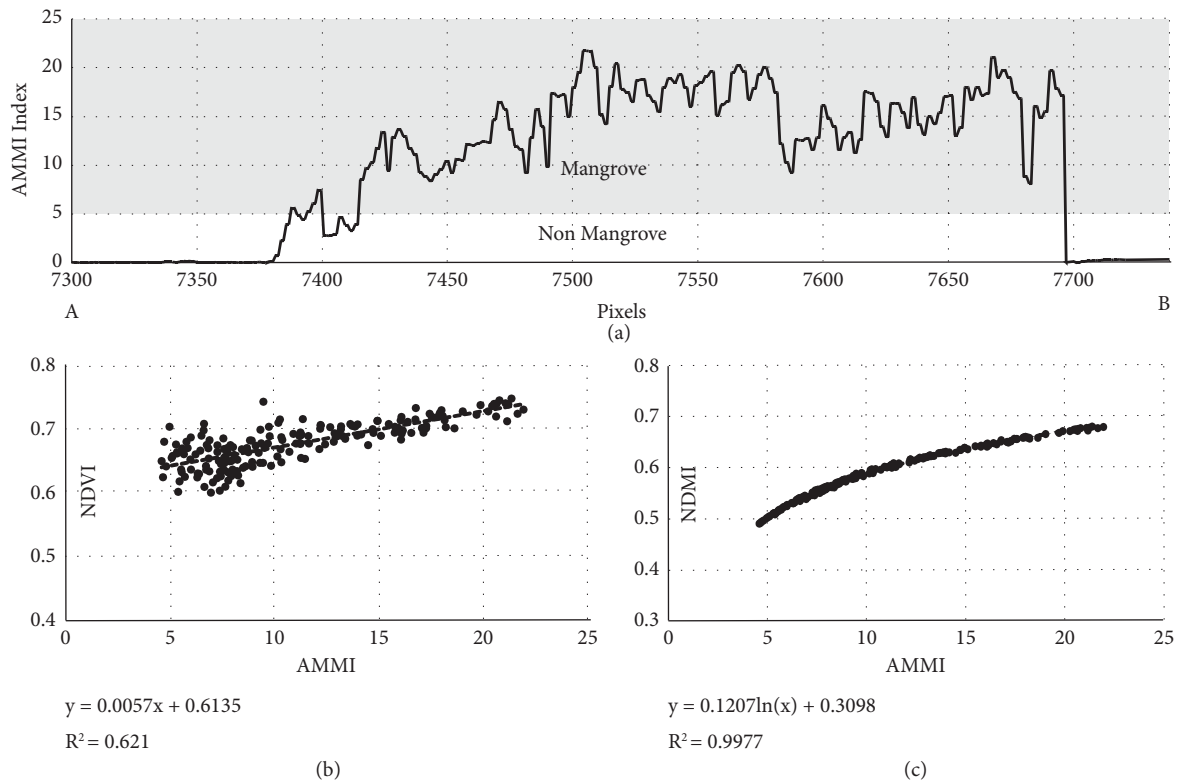 25
20
15
10
5
0
AMMI Index
Mangrove
Non Mangrove
7300 7350 7400 7450 7500 7550 7600 7650 7700
A Pixels B
(a)
0.8
0.7
0.6
0.5
0.4
NDVI
0 5 10 15 20 25
AMMI
y = 0.0057x + 0.6135
R² = 0.621
(b)
0.8
0.7
0.6
0.5
0.4
0.3
NDMI
0 5 10 15 20 25
AMMI
y = 0.1207ln(x) + 0.3098
R² = 0.9977
(c)